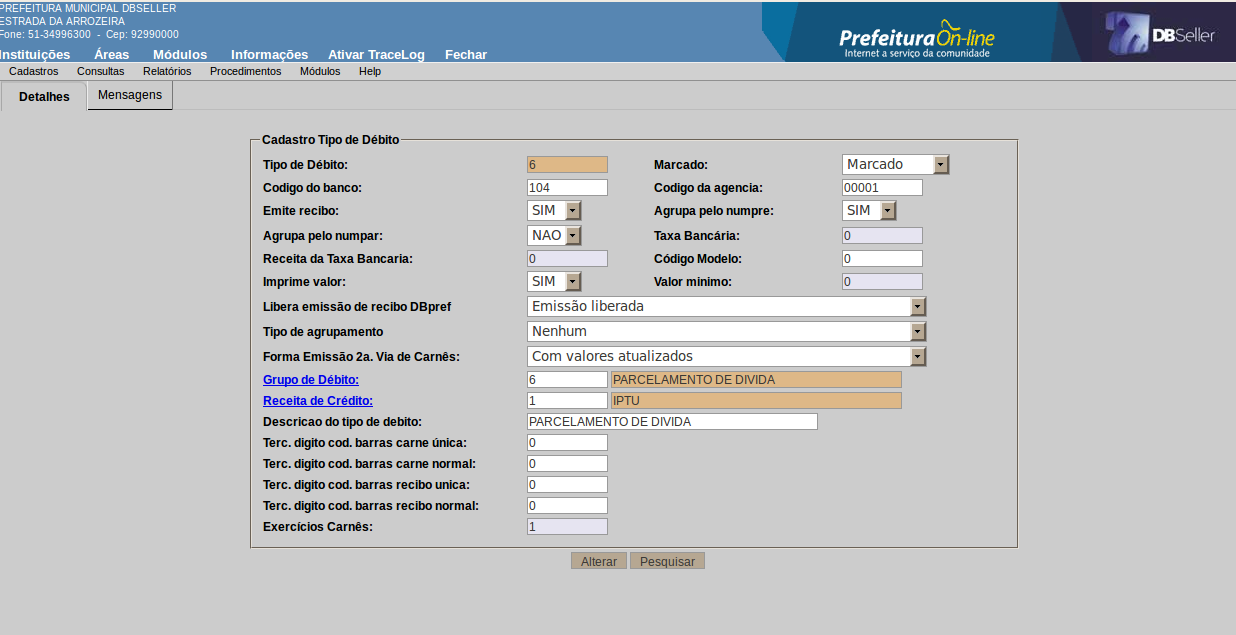 PREFEITURA MUNICIPAL DBSELLER
ESTRADA DA ARROZEIRA
Fone: 51-34996300 - Cep: 92990000
Instituições Áreas Módulos Informações Ativar TraceLog Fechar
PrefeituraOn-line
Internet a serviço da comunidade
DBSeller
Cadastros Consultas Relatórios Procedimentos Módulos Help
Detalhes Mensagens
Cadastro Tipo de Débito
Tipo de Débito: 6 Marcado: Marcado
Codigo do banco: 104 Codigo da agencia: 00001
Emite recibo: SIM Agrupa pelo numpre: SIM
Agrupa pelo numpar: NAO Taxa Bancária: 0
Receita da Taxa Bancaria: 0 Código Modelo: 0
Imprime valor: SIM Valor minimo: 0
Libera emissão de recibo DBpref Emissão liberada
Tipo de agrupamento Nenhum
Forma Emissão 2a. Via de Carnês: Com valores atualizados
Grupo de Débito: 6 PARCELAMENTO DE DIVIDA
Receita de Crédito: 1 IPTU
Descricao do tipo de debito: PARCELAMENTO DE DIVIDA
Terc. digito cod. barras carne única: 0
Terc. digito cod. barras carne normal: 0
Terc. digito cod. barras recibo unica: 0
Terc. digito cod. barras recibo normal: 0
Exercícios Carnês: 1
Alterar Pesquisar